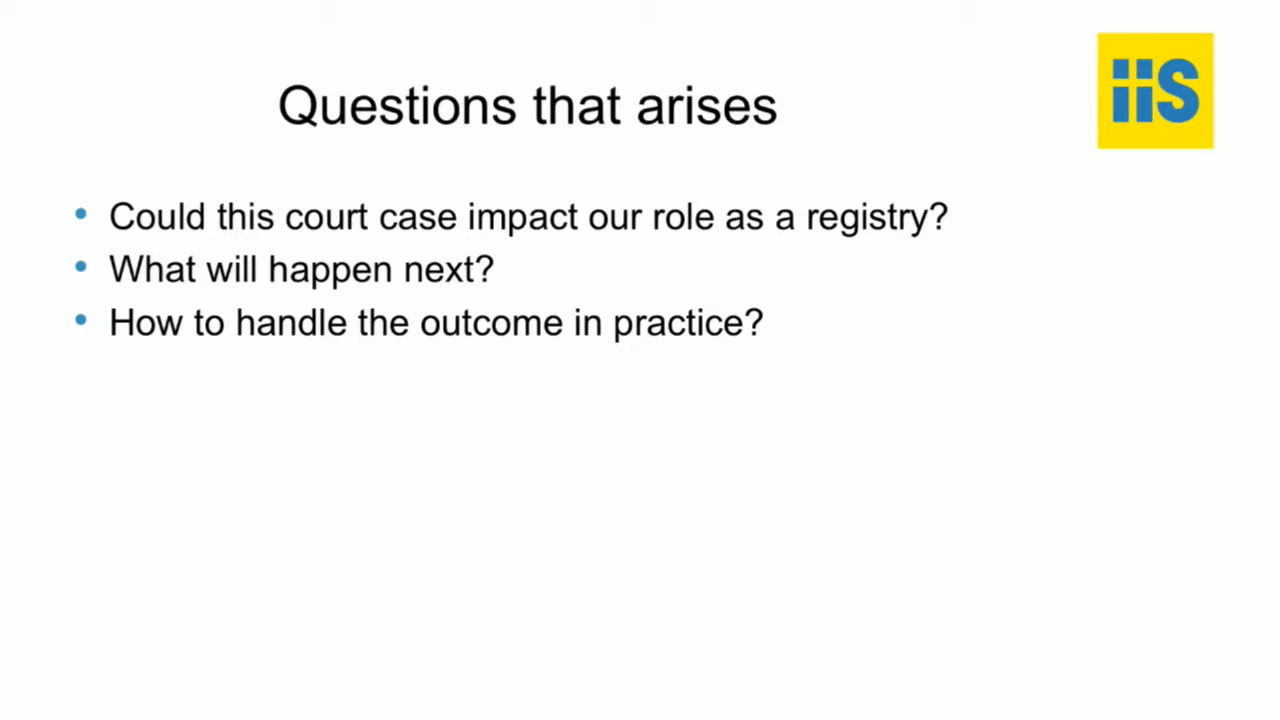 iis
Questions that arises
• Could this court case impact our role as a registry?
• What will happen next?
• How to handle the outcome in practice?